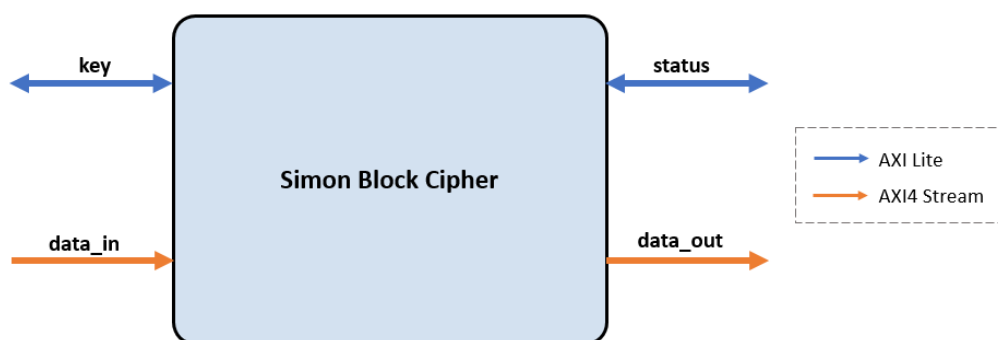 key
status
AXI Lite
Simon Block Cipher
AXI4 Stream
data_in
data_out